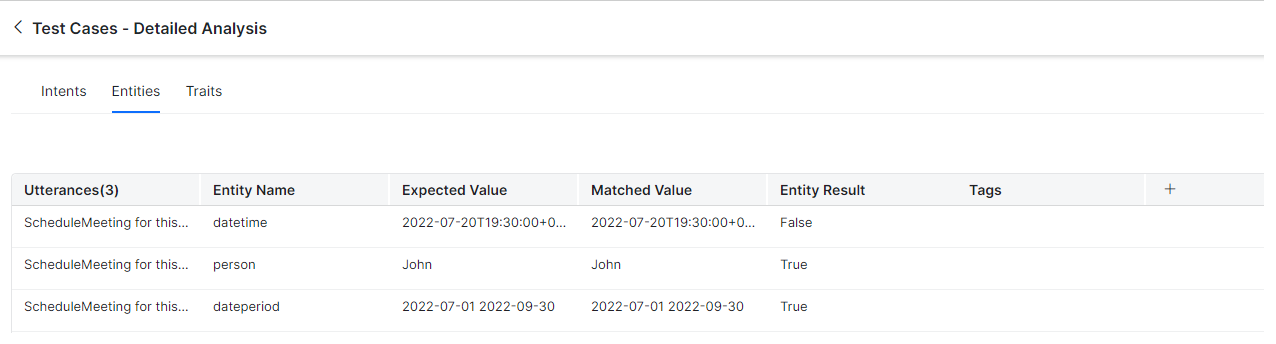 Test Cases - Detailed Analysis
Intents Entities Traits
Utterances(3) Entity Name Expected Value Matched Value Entity Result Tags +
ScheduleMeeting for this... datetime 2022-07-20T19:30:00+0... 2022-07-20T19:30:00+0... False
ScheduleMeeting for this... person John John True
ScheduleMeeting for this... dateperiod 2022-07-01 2022-09-30 2022-07-01 2022-09-30 True